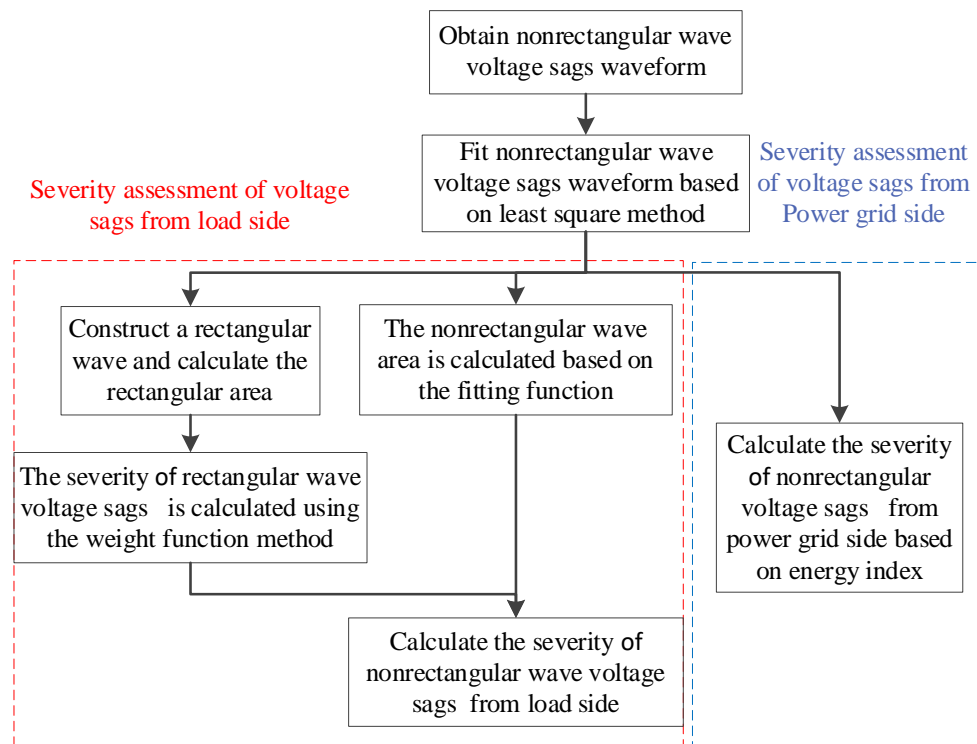 Obtain nonrectangular wave
voltage sags waveform
Fit nonrectangular wave
voltage sags waveform based
on least square method
Severity assessment
of voltage sags from
Power grid side
Severity assessment of voltage
sags from load side
Construct a rectangular
wave and calculate the
rectangular area
The nonrectangular wave
area is calculated based on
the fitting function
The severity of rectangular wave
voltage sags is calculated using
the weight function method
Calculate the severity
of nonrectangular
voltage sags from
power grid side based
on energy index
Calculate the severity of
nonrectangular wave voltage
sags from load side